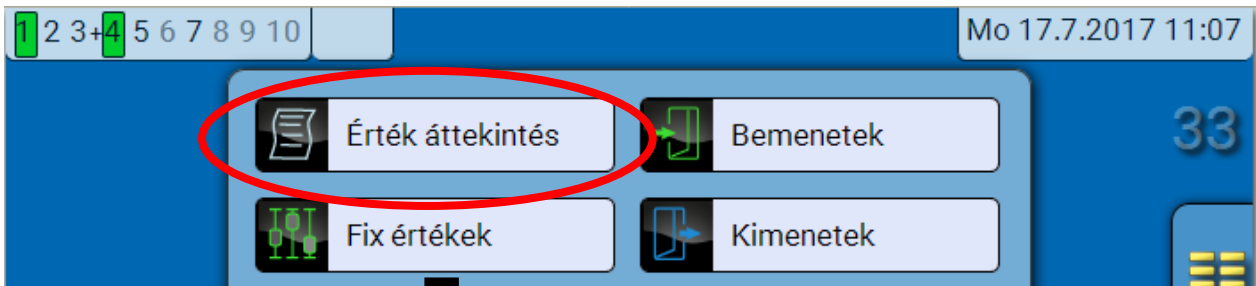 1 2 3+4 5 6 7 8 9 10
Mo 17.7.2017 11:07
Érték áttekintés
Bemenetek
33
Fix értékek
Kimenetek